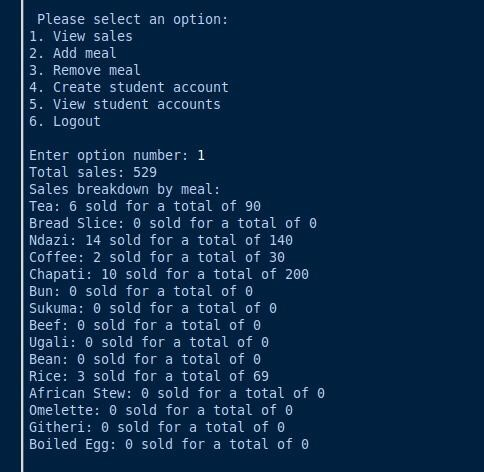 Please select an option:
1. View sales
2. Add meal
3. Remove meal
4. Create student account
5. View student accounts
6. Logout
Enter option number: 1
Total sales: 529
Sales breakdown by meal:
Tea: 6 sold for a total of 90
Bread Slice: 0 sold for a total of 0
Ndazi: 14 sold for a total of 140
Coffee: 2 sold for a total of 30
Chapati: 10 sold for a total of 200
Bun: 0 sold for a total of 0
Sukuma: 0 sold for a total of 0
Beef: 0 sold for a total of 0
Ugali: 0 sold for a total of 0
Bean: 0 sold for a total of 0
Rice: 3 sold for a total of 69
African Stew: 0 sold for a total of 0
Omelette: 0 sold for a total of 0
Githeri: 0 sold for a total of 0
Boiled Egg: 0 sold for a total of 0